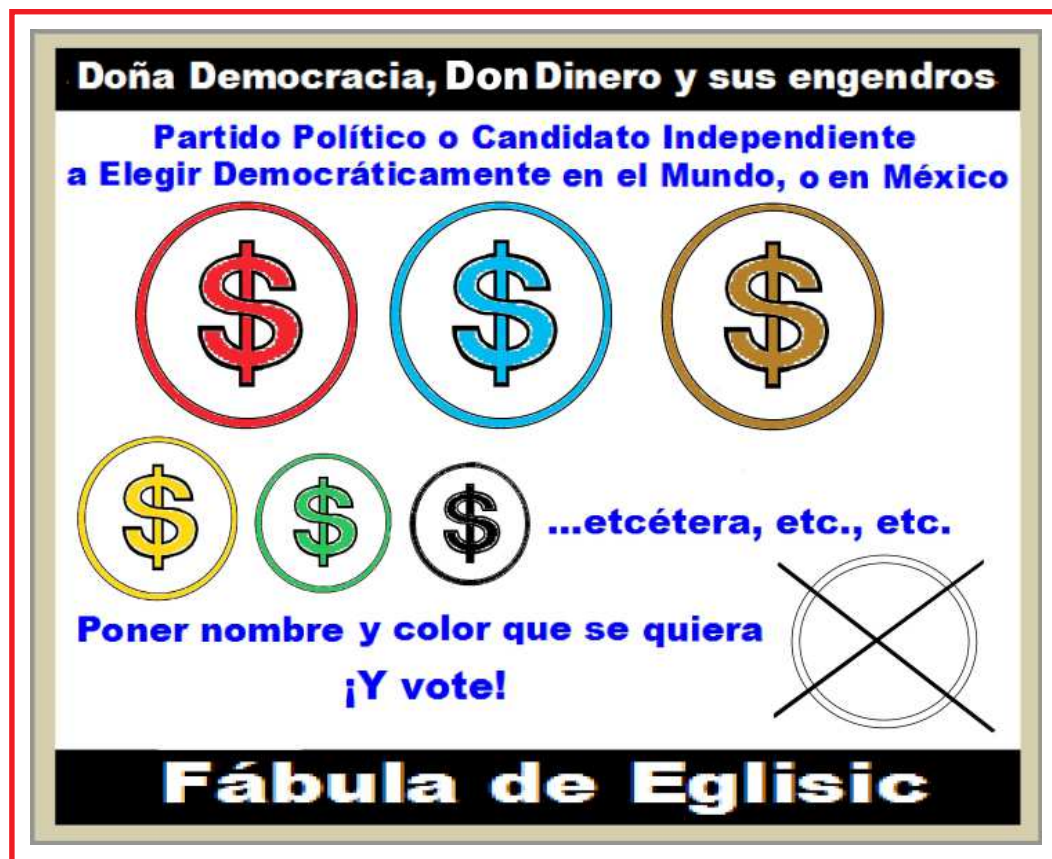 Doña Democracia, Don Dinero y sus engendros
Partido Político o Candidato Independiente
a Elegir Democráticamente en el Mundo, o en México
$ $ $
$ $ $ ...etcétera, etc., etc.
Poner nombre y color que se quiera
¡Y vote!
Fábula de Eglisic